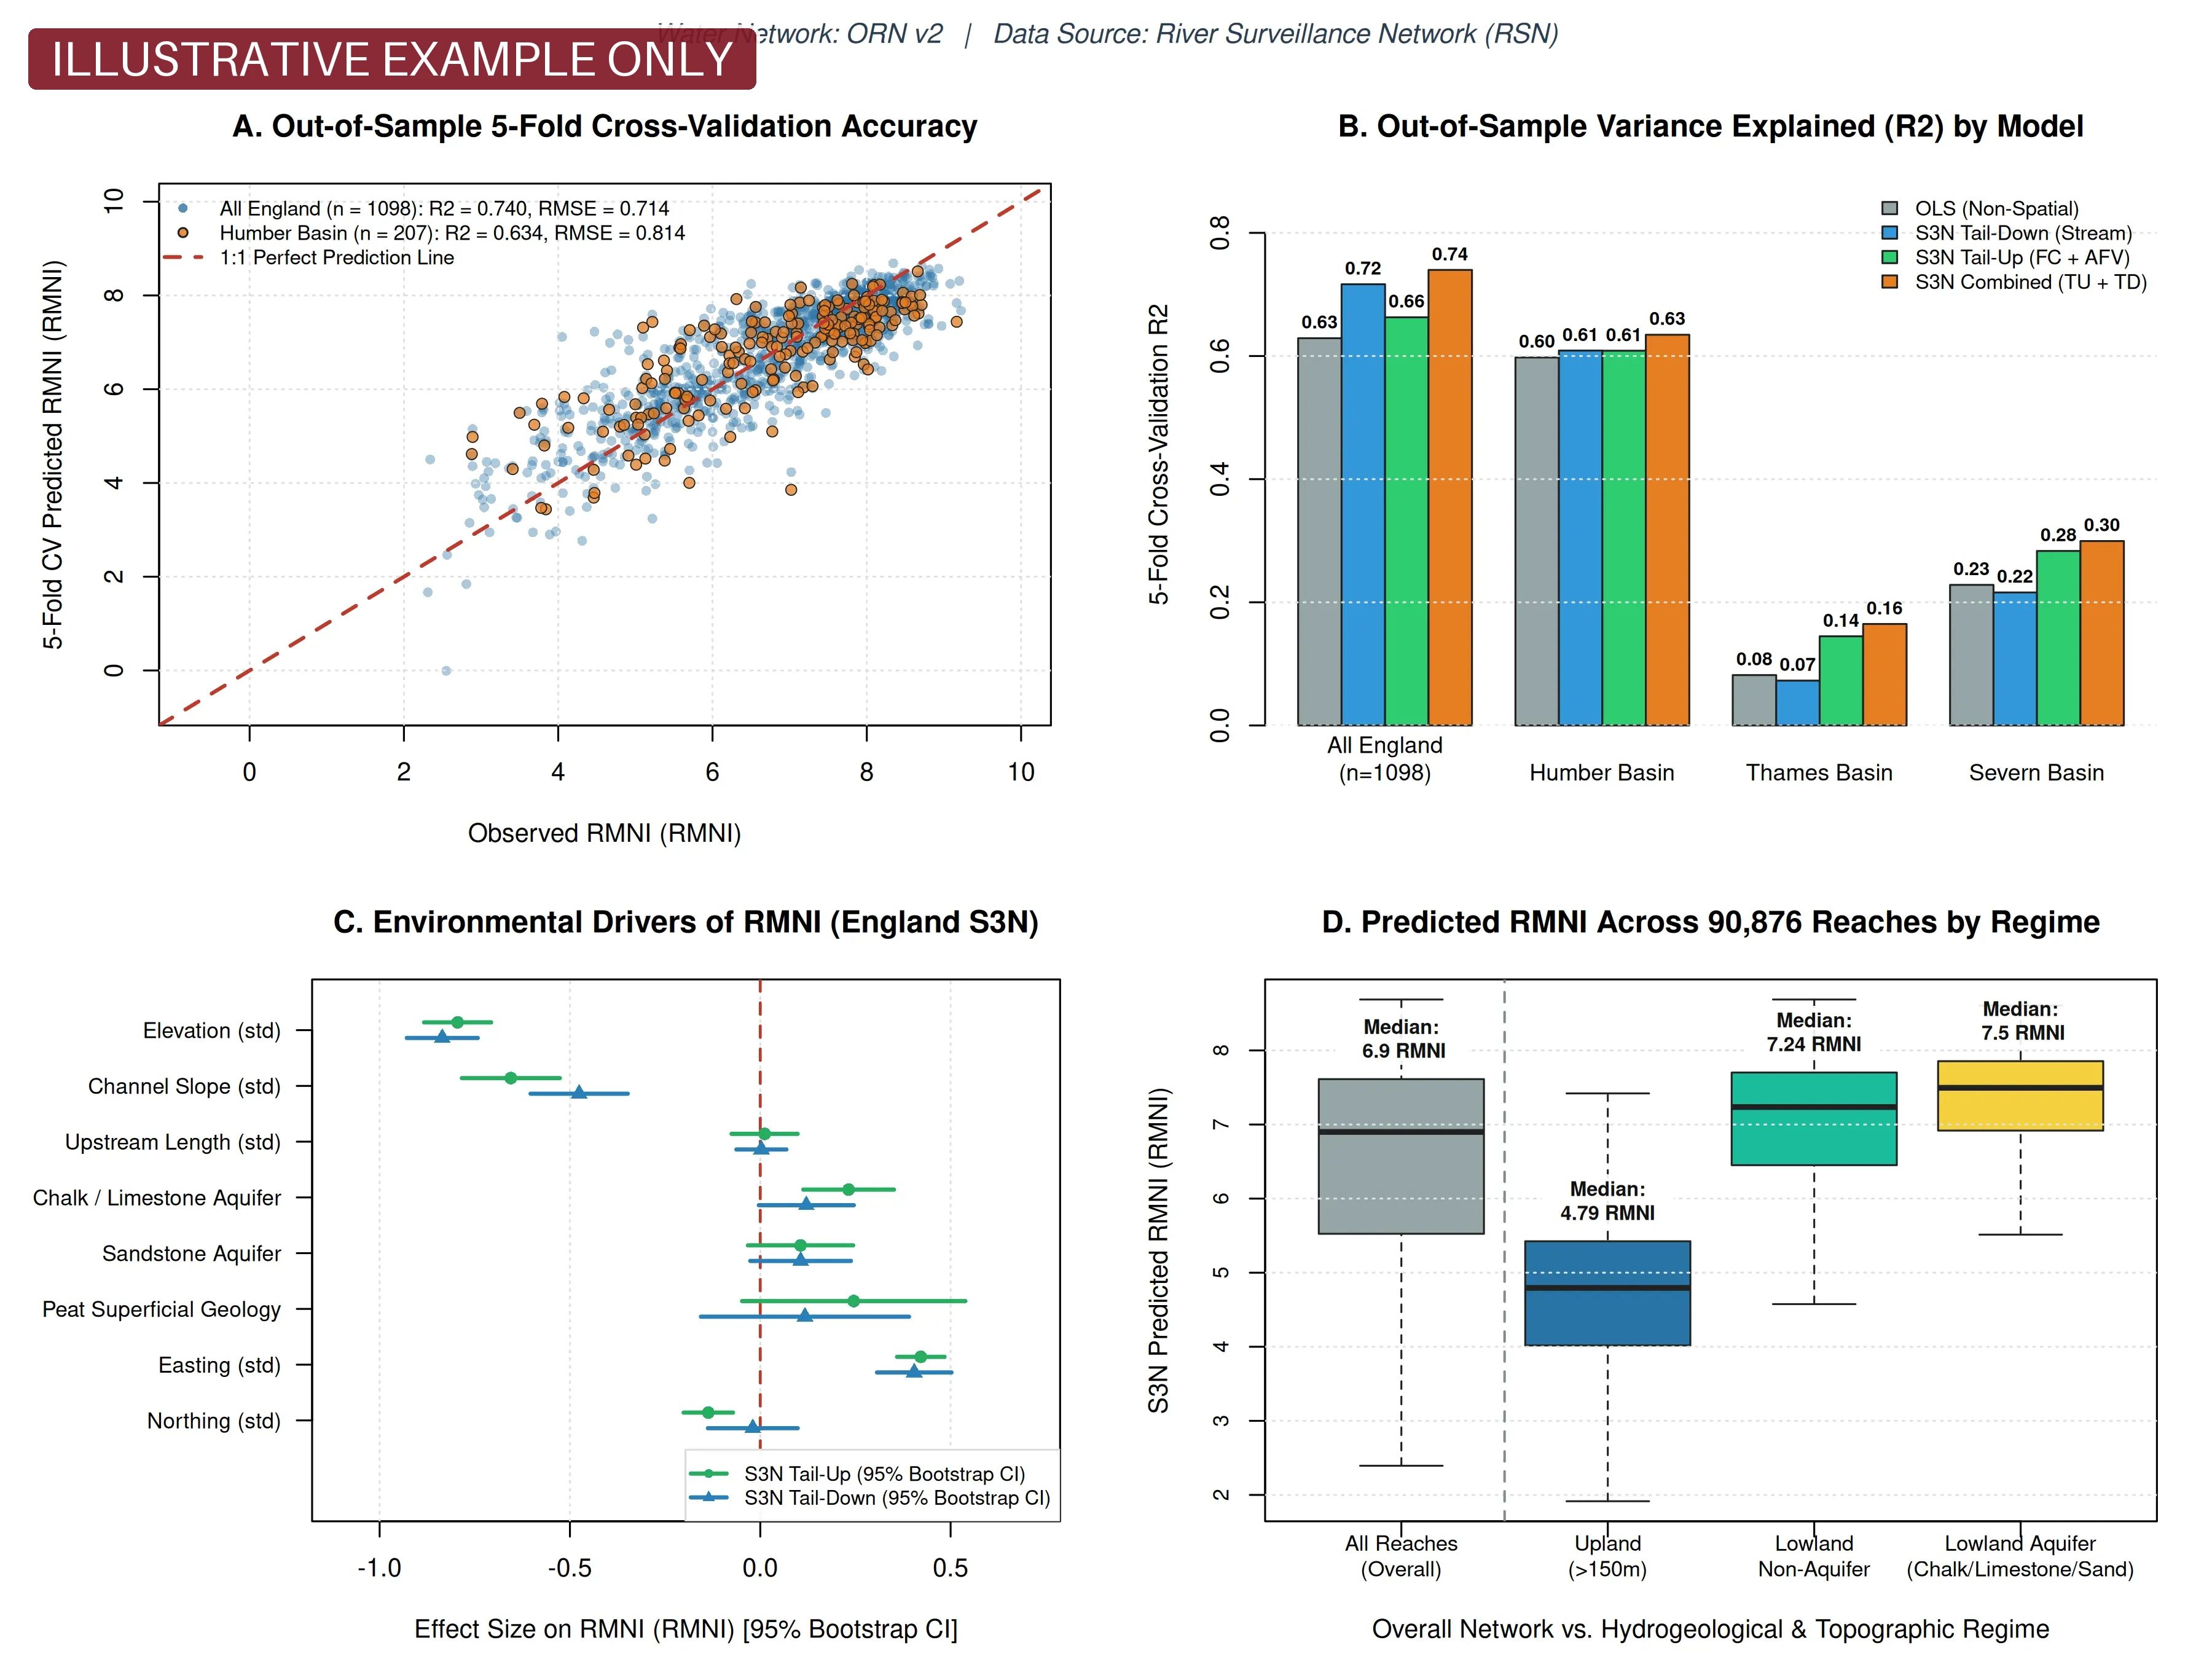 Water Network: ORN v2 | Data Source: River Surveillance Network (RSN)
ILLUSTRATIVE EXAMPLE ONLY
A. Out-of-Sample 5-Fold Cross-Validation Accuracy
All England (n = 1098): R2 = 0.740, RMSE = 0.714
Humber Basin (n = 207): R2 = 0.634, RMSE = 0.814
1:1 Perfect Prediction Line
5-Fold CV Predicted RMNI (RMNI)
10
8
6
4
2
0
0 2 4 6 8 10
Observed RMNI (RMNI)
B. Out-of-Sample Variance Explained (R2) by Model
OLS (Non-Spatial)
S3N Tail-Down (Stream)
S3N Tail-Up (FC + AFV)
S3N Combined (TU + TD)
5-Fold Cross-Validation R2
0.8
0.6
0.4
0.2
0.0
0.63 0.72 0.66 0.74
0.60 0.61 0.61 0.63
0.08 0.07 0.14 0.16
0.23 0.22 0.28 0.30
All England
(n=1098)
Humber Basin
Thames Basin
Severn Basin
C. Environmental Drivers of RMNI (England S3N)
Elevation (std)
Channel Slope (std)
Upstream Length (std)
Chalk / Limestone Aquifer
Sandstone Aquifer
Peat Superficial Geology
Easting (std)
Northing (std)
S3N Tail-Up (95% Bootstrap CI)
S3N Tail-Down (95% Bootstrap CI)
-1.0 -0.5 0.0 0.5
Effect Size on RMNI (RMNI) [95% Bootstrap CI]
D. Predicted RMNI Across 90,876 Reaches by Regime
S3N Predicted RMNI (RMNI)
8
7
6
5
4
3
2
Median:
6.9 RMNI
Median:
4.79 RMNI
Median:
7.24 RMNI
Median:
7.5 RMNI
All Reaches
(Overall)
Upland
(>150m)
Lowland
Non-Aquifer
Lowland Aquifer
(Chalk/Limestone/Sand)
Overall Network vs. Hydrogeological & Topographic Regime